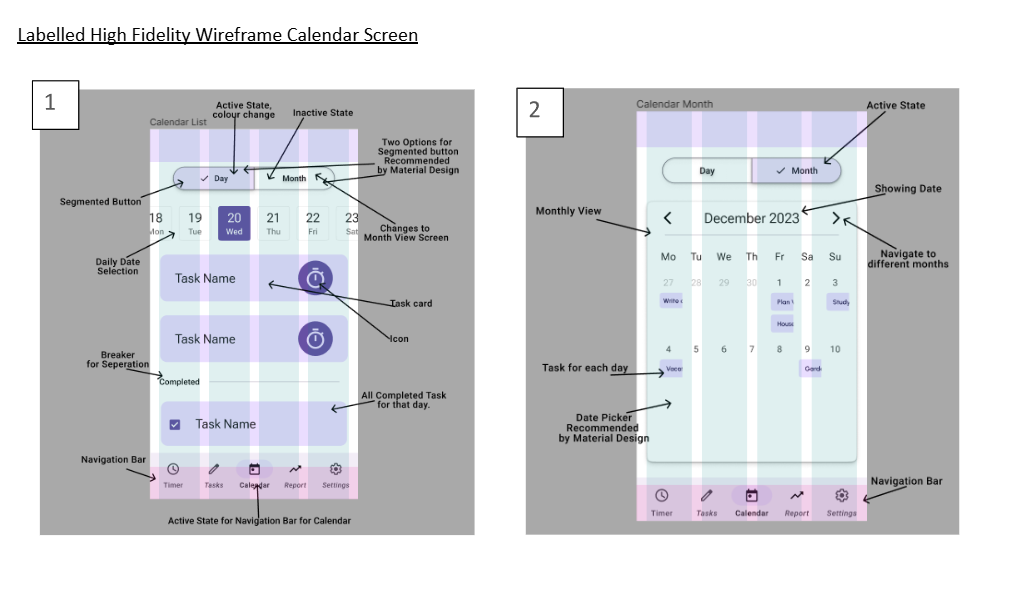 Labelled High Fidelity Wireframe Calendar Screen
1
Calendar List
Active State,
colour change
Inactive State
Two Options for
Segmented button
Recommended
by Material Design
Day
Month
Segmented Button
18
19
20
21
22
23
Mon
Tue
Wed
Thu
Fri
Sat
Changes to
Month View Screen
Daily Date
Selection
Task Name
Task card
Task Name
Icon
Breaker
for Seperation
Completed
All Completed Task
for that day.
Task Name
Navigation Bar
Timer
Tasks
Calendar
Report
Settings
Active State for Navigation Bar for Calendar
2
Calendar Month
Active State
Day
Month
Showing Date
Monthly View
December 2023
Navigate to
different months
Mo
Tu
We
Th
Fr
Sa
Su
27
28
29
30
1
2
3
Write
Plan
Study
House
4
5
6
7
8
9
10
Task for each day
Date Picker
Recommended
by Material Design
Navigation Bar
Timer
Tasks
Calendar
Report
Settings